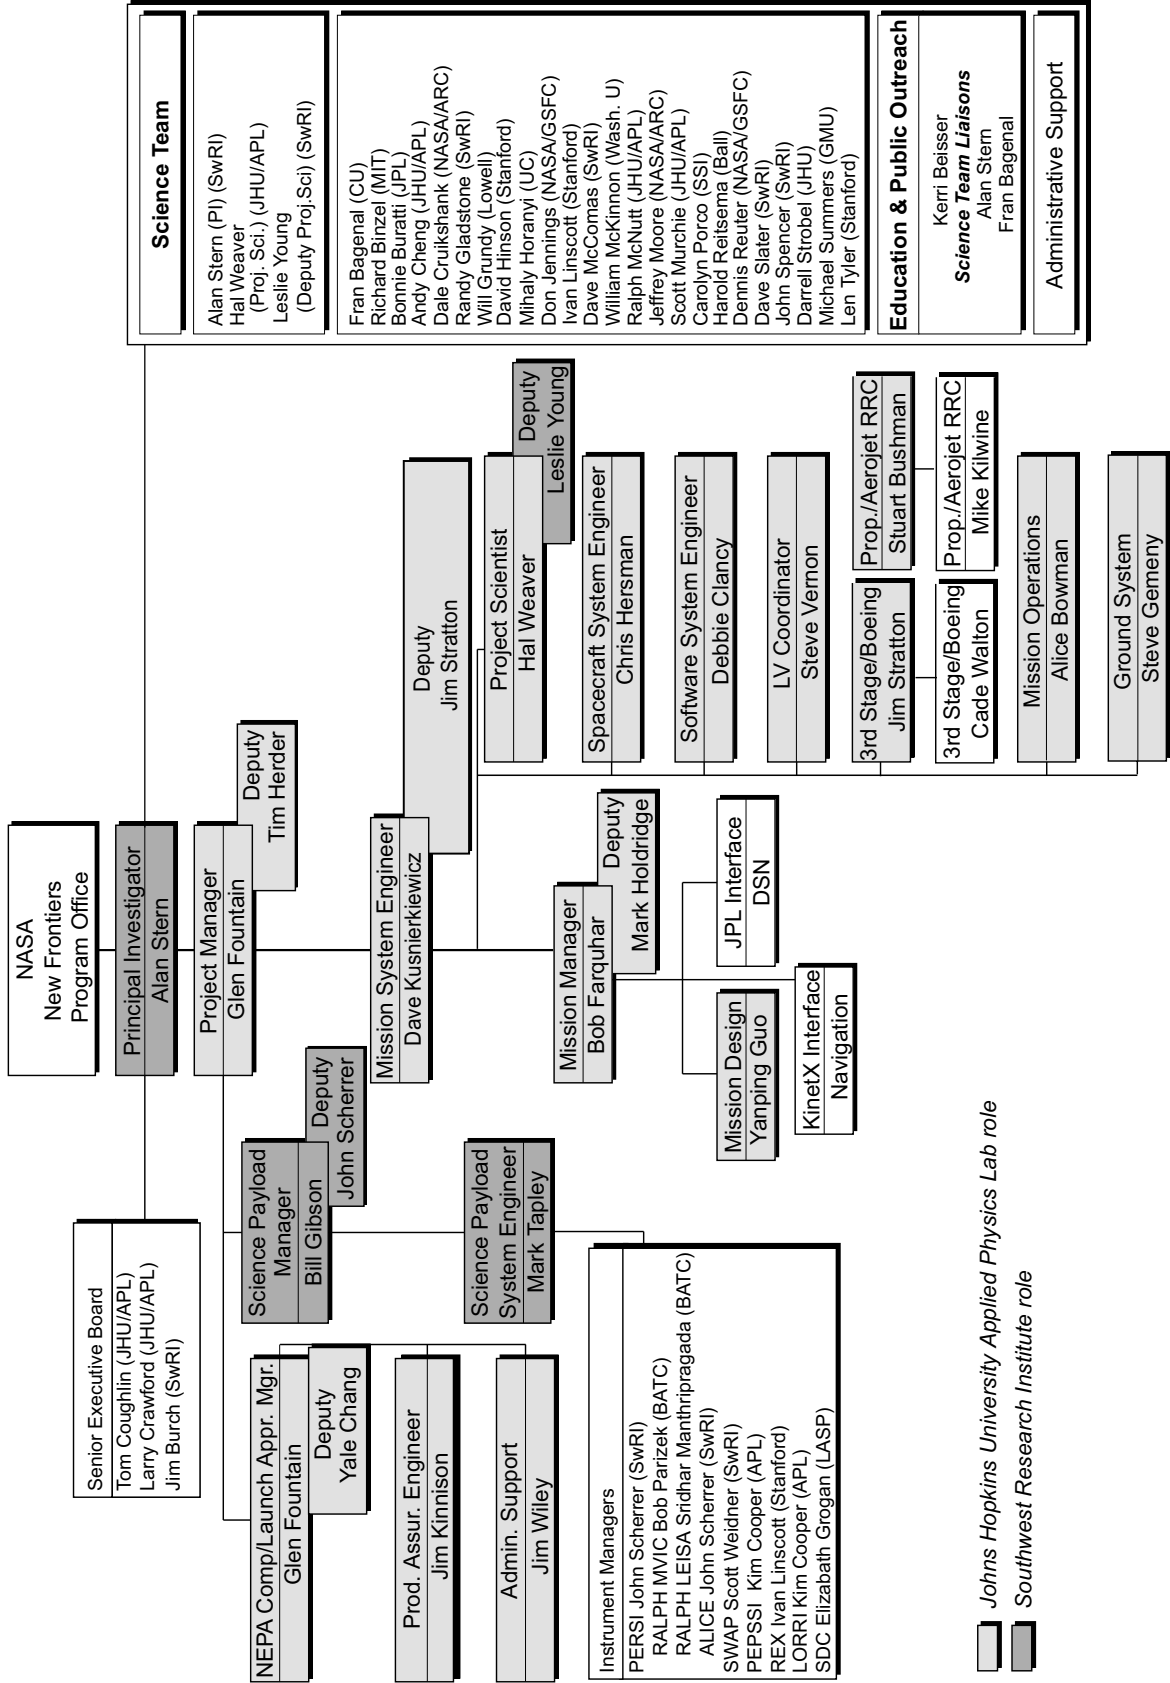 NASA
New Frontiers
Program Office
Principal Investigator
Alan Stern
Senior Executive Board
Tom Coughlin (JHU/APL)
Larry Crawford (JHU/APL)
Jim Burch (SwRI)
Project Manager
Glen Fountain
Deputy
Tim Herder
NEPA Comp/Launch Appr. Mgr.
Glen Fountain
Deputy
Yale Chang
Prod. Assur. Engineer
Jim Kinnison
Admin. Support
Jim Wiley
Science Payload
Manager
Bill Gibson
Deputy
John Scherrer
Science Payload
System Engineer
Mark Tapley
Instrument Managers
PERSI John Scherrer (SwRI)
RALPH MVIC Bob Parizek (BATC)
RALPH LEISA Sridhar Manthripragada (BATC)
ALICE John Scherrer (SwRI)
SWAP Scott Weidner (SwRI)
PEPSSI Kim Cooper (APL)
REX Ivan Linscott (Stanford)
LORRI Kim Cooper (APL)
SDC Elizabath Grogan (LASP)
Mission System Engineer
Dave Kusnierkiewicz
Deputy
Jim Stratton
Mission Manager
Bob Farquhar
Deputy
Mark Holdridge
Mission Design
Yanping Guo
JPL Interface
DSN
KinetX Interface
Navigation
Project Scientist
Hal Weaver
Deputy
Leslie Young
Spacecraft System Engineer
Chris Hersman
Software System Engineer
Debbie Clancy
LV Coordinator
Steve Vernon
3rd Stage/Boeing
Jim Stratton
Prop./Aerojet RRC
Stuart Bushman
3rd Stage/Boeing
Cade Walton
Prop./Aerojet RRC
Mike Kilwine
Mission Operations
Alice Bowman
Ground System
Steve Gemeny
Science Team
Alan Stern (PI) (SwRI)
Hal Weaver
(Proj. Sci.) (JHU/APL)
Leslie Young
(Deputy Proj.Sci) (SwRI)
Fran Bagenal (CU)
Richard Binzel (MIT)
Bonnie Buratti (JPL)
Andy Cheng (JHU/APL)
Dale Cruikshank (NASA/ARC)
Randy Gladstone (SwRI)
Will Grundy (Lowell)
David Hinson (Stanford)
Mihaly Horanyi (UC)
Don Jennings (NASA/GSFC)
Ivan Linscott (Stanford)
Dave McComas (SwRI)
William McKinnon (Wash. U)
Ralph McNutt (JHU/APL)
Jeffrey Moore (NASA/ARC)
Scott Murchie (JHU/APL)
Carolyn Porco (SSI)
Harold Reitsema (Ball)
Dennis Reuter (NASA/GSFC)
Dave Slater (SwRI)
John Spencer (SwRI)
Darrell Strobel (JHU)
Michael Summers (GMU)
Len Tyler (Stanford)
Education & Public Outreach
Kerri Beisser
Science Team Liaisons
Alan Stern
Fran Bagenal
Administrative Support
Johns Hopkins University Applied Physics Lab role
Southwest Research Institute role